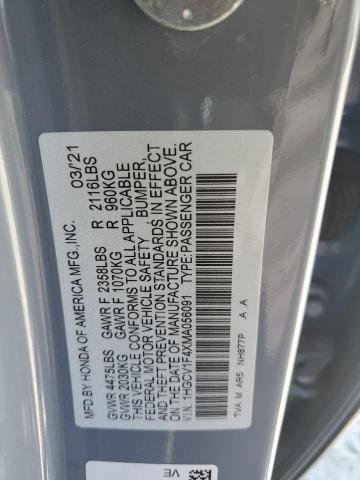 MFD.BY HONDA OF AMERICA MFG.,INC. 03/'21
GVWR 4475LBS GAWR F 2358LBS R 2116LBS
GVWR 2030KG GAWR F 1070KG R 960KG
THIS VEHICLE CONFORMS TO ALL APPLICABLE
FEDERAL MOTOR VEHICLE SAFETY, BUMPER,
AND THEFT PREVENTION STANDARDS IN EFFECT
ON THE DATE OF MANUFACTURE SHOWN ABOVE.
V.I.N.:1HGCV1F4XMA056091 TYPE:PASSENGER CAR
TVA M AR5 NH877P A A
VE